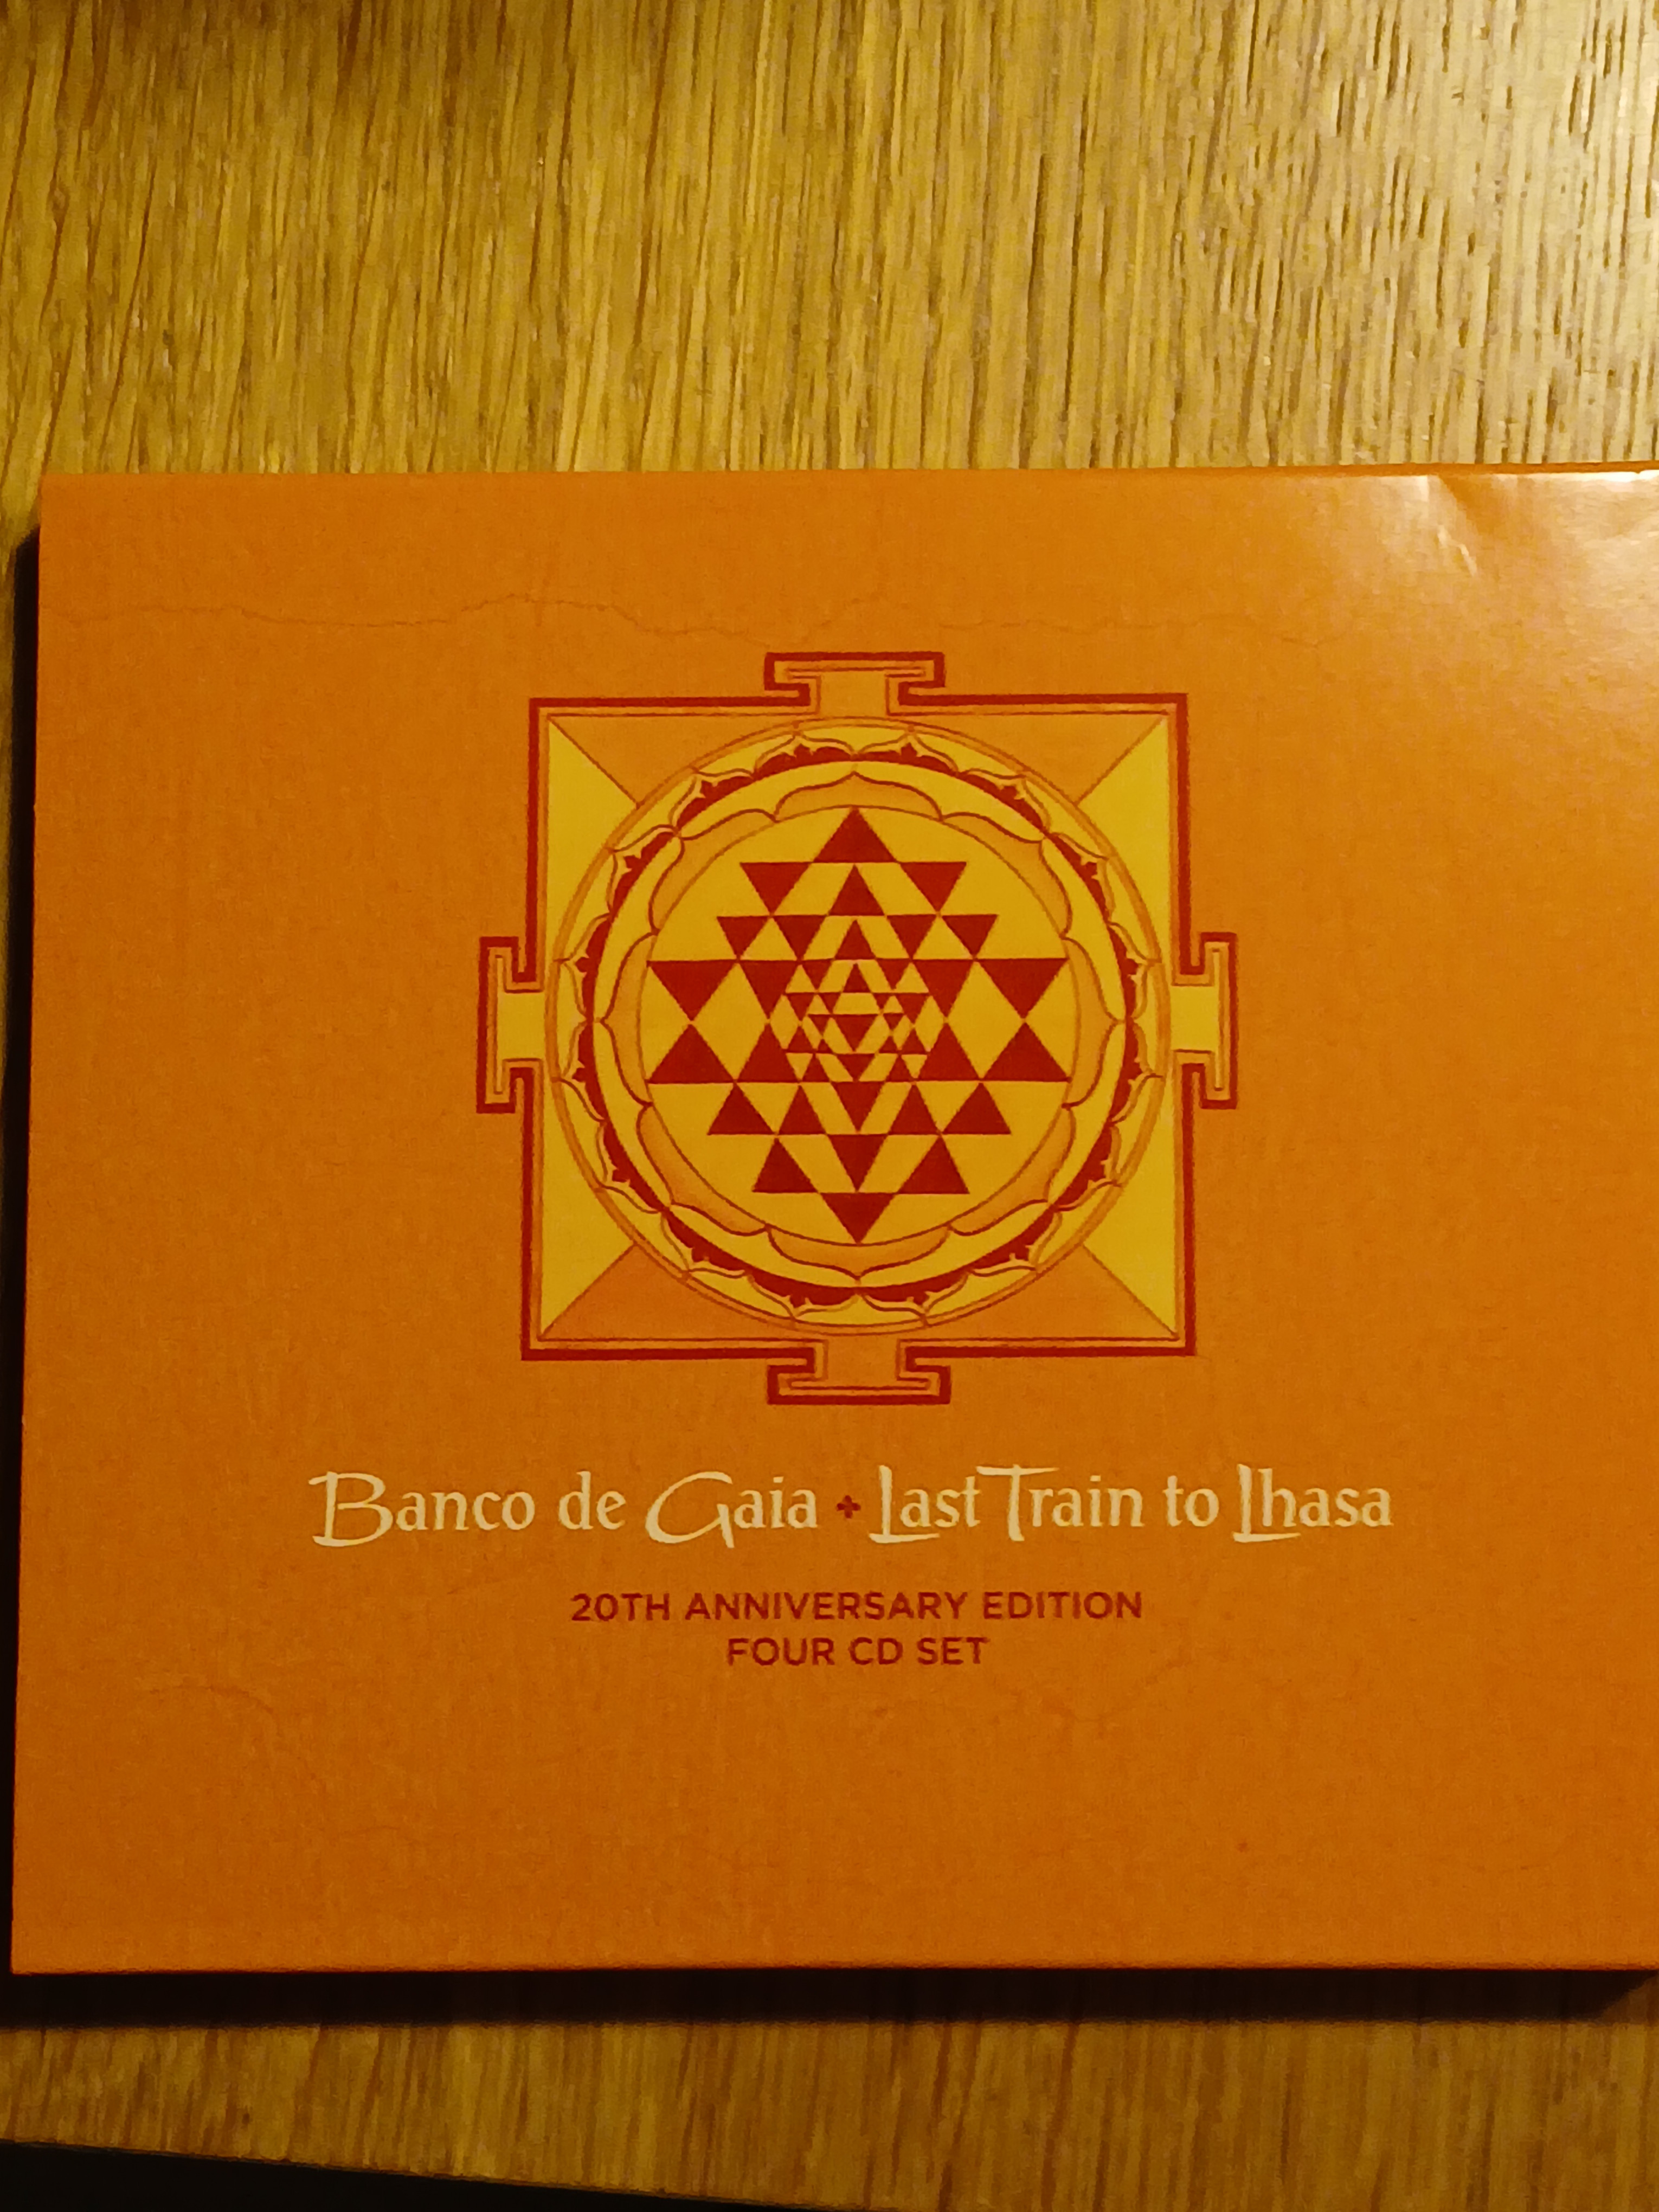 Banco de Gaia + Last Train to Lhasa
20TH ANNIVERSARY EDITION
FOUR CD SET